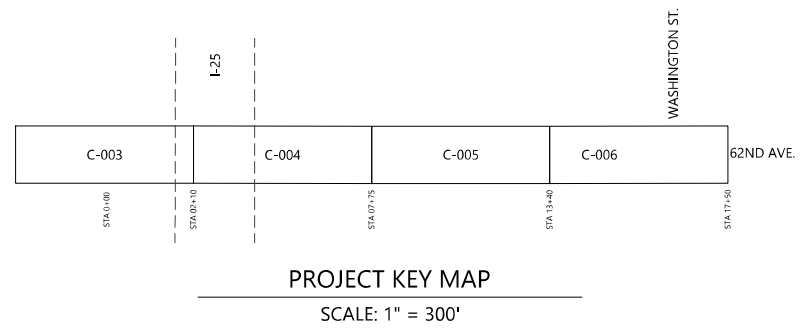 I-25
WASHINGTON ST.
C-003
C-004
C-005
C-006
62ND AVE.
STA 0+00
STA 02+10
STA 07+75
STA 13+40
STA 17+50
PROJECT KEY MAP
SCALE: 1" = 300'